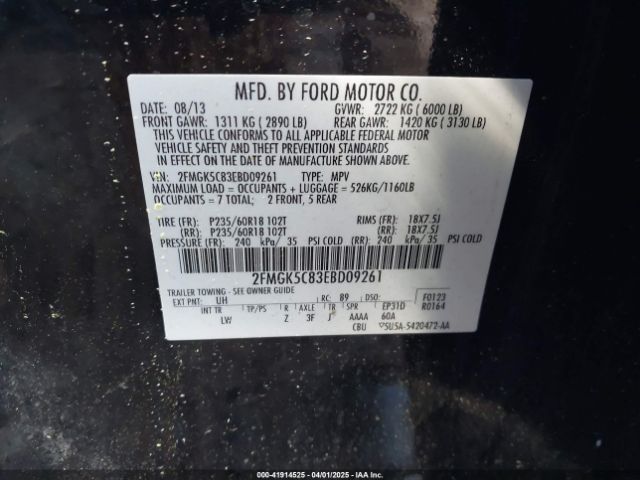 MFD. BY FORD MOTOR CO.
DATE: 08/13 GVWR: 2722 KG ( 6000 LB)
FRONT GAWR: 1311 KG ( 2890 LB) REAR GAWR: 1420 KG ( 3130 LB)
THIS VEHICLE CONFORMS TO ALL APPLICABLE FEDERAL MOTOR
VEHICLE SAFETY AND THEFT PREVENTION STANDARDS
IN EFFECT ON THE DATE OF MANUFACTURE SHOWN ABOVE.
VIN: 2FMGK5C83EBD09261 TYPE: MPV
MAXIMUM LOAD = OCCUPANTS + LUGGAGE = 526KG/1160LB
OCCUPANTS = 7 TOTAL; 2 FRONT, 5 REAR
TIRE (FR): P235/60R18 102T RIMS (FR): 18X7.5J
(RR): P235/60R18 102T (RR): 18X7.5J
PRESSURE (FR): 240 kPa/ 35 PSI COLD (RR): 240 kPa/ 35 PSI COLD
2FMGK5C83EBD09261
TRAILER TOWING - SEE OWNER GUIDE
EXT PNT: UH RC: 89 DSO: F0123
INT TR TP/PS R AXLE TR SPR EP31D R0164
LW Z 3F J AAAA 60A
CBU 5U5A-5420472-AA
000-41914525 | 04/01/2025 | IAA Inc.